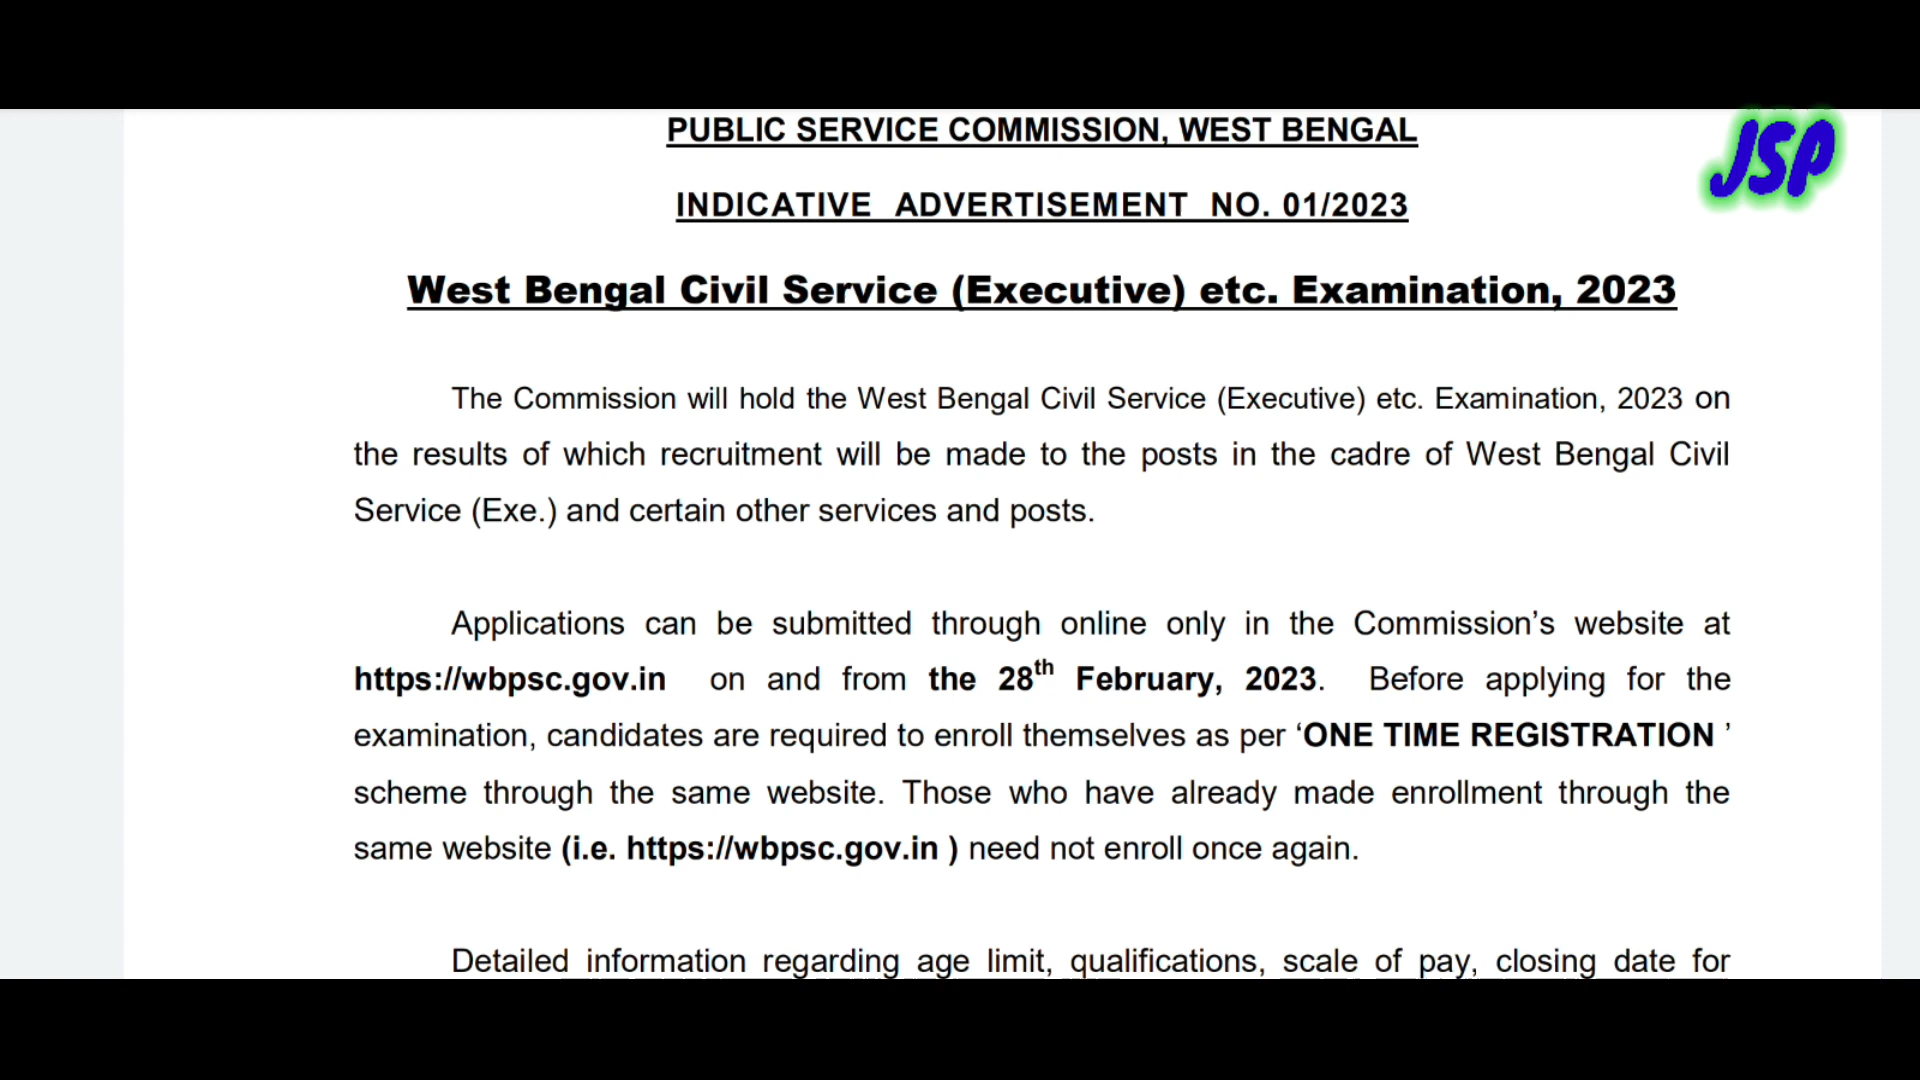 PUBLIC SERVICE COMMISSION, WEST BENGAL
JSP
INDICATIVE ADVERTISEMENT NO. 01/2023
West Bengal Civil Service (Executive) etc. Examination, 2023
The Commission will hold the West Bengal Civil Service (Executive) etc. Examination, 2023 on
the results of which recruitment will be made to the posts in the cadre of West Bengal Civil
Service (Exe.) and certain other services and posts.
Applications can be submitted through online only in the Commission’s website at
https://wbpsc.gov.in on and from the 28th February, 2023. Before applying for the
examination, candidates are required to enroll themselves as per ‘ONE TIME REGISTRATION ’
scheme through the same website. Those who have already made enrollment through the
same website (i.e. https://wbpsc.gov.in ) need not enroll once again.
Detailed information regarding age limit, qualifications, scale of pay, closing date for